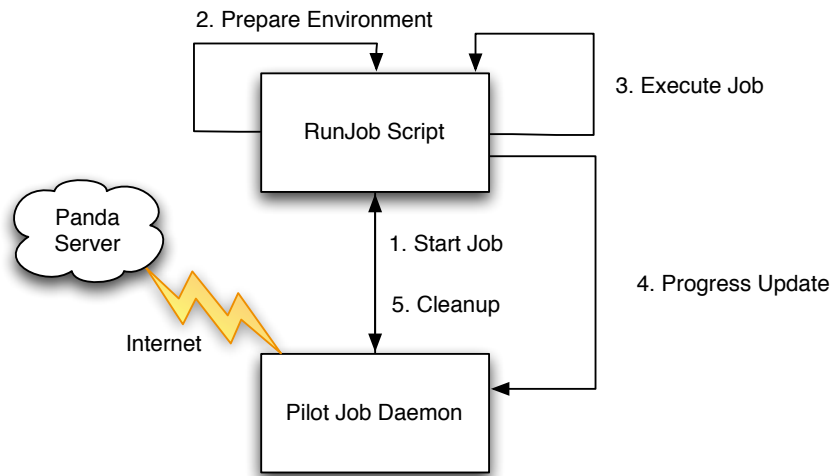 2. Prepare Environment
3. Execute Job
RunJob Script
Panda
Server
1. Start Job
4. Progress Update
5. Cleanup
Internet
Pilot Job Daemon